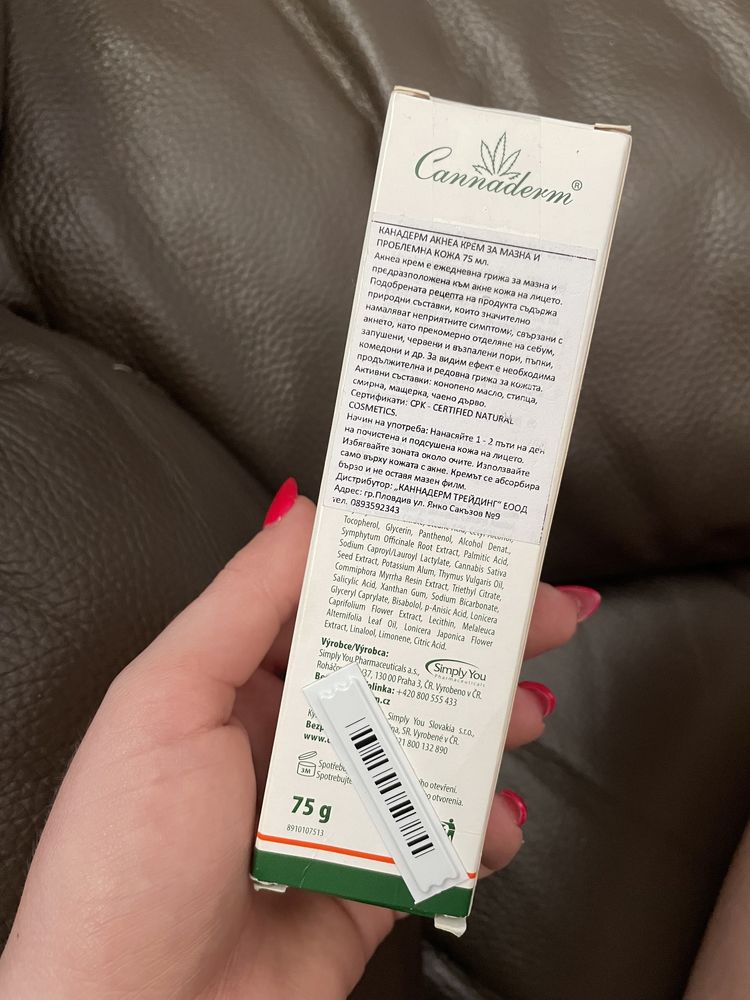 Cannaderm®
КАНАДЕРМ АКНЕА КРЕМ ЗА МАЗНА И
ПРОБЛЕМНА КОЖА 75 мл.
Акнеа крем е ежедневна грижа за мазна и
предразположена към акне кожа на лицето.
Подобрената рецепта на продукта съдържа
природни съставки, които значително
намаляват неприятните симптоми, свързани с
акнето, като прекомерно отделяне на себум,
запушени, червени и възпалени пори, пъпки,
комедони и др. За видим ефект е необходима
продължителна и редовна грижа за кожата.
Активни съставки: конопено масло, стипца,
смирна, мащерка, чаено дърво.
Сертификати: CPK - CERTIFIED NATURAL
COSMETICS.
Начин на употреба: Нанасяйте 1 - 2 пъти на ден
на почистена и подсушена кожа на лицето.
Избягвайте зоната около очите. Използвайте
само върху кожата с акне. Кремът се абсорбира
бързо и не оставя мазен филм.
Дистрибутор: „КАННАДЕРМ ТРЕЙДИНГ" ЕООД
Адрес: гр.Пловдив ул. Янко Сакъзов №9
тел. 0893592343
Tocopherol, Glycerin, Panthenol, Alcohol Denat.,
Symphytum Officinale Root Extract, Palmitic Acid,
Sodium Caproyl/Lauroyl Lactylate, Cannabis Sativa
Seed Extract, Potassium Alum, Thymus Vulgaris Oil,
Commiphora Myrrha Resin Extract, Triethyl Citrate,
Salicylic Acid, Xanthan Gum, Sodium Bicarbonate,
Glyceryl Caprylate, Bisabolol, p-Anisic Acid, Lonicera
Caprifolium Flower Extract, Lecithin, Melaleuca
Alternifolia Leaf Oil, Lonicera Japonica Flower
Extract, Linalool, Limonene, Citric Acid.
Výrobce/Výrobca:
Simply You Pharmaceuticals a.s.,
Simply You
Pharmaceuticals
37, 130 00 Praha 3, ČR. Vyrobeno v ČR.
linka: +420 800 555 433
Simply You Slovakia s.r.o.,
SR. Vyrobené v ČR.
21 800 132 890
www.
3M
otevření.
otvorenia.
75 g
8910107513